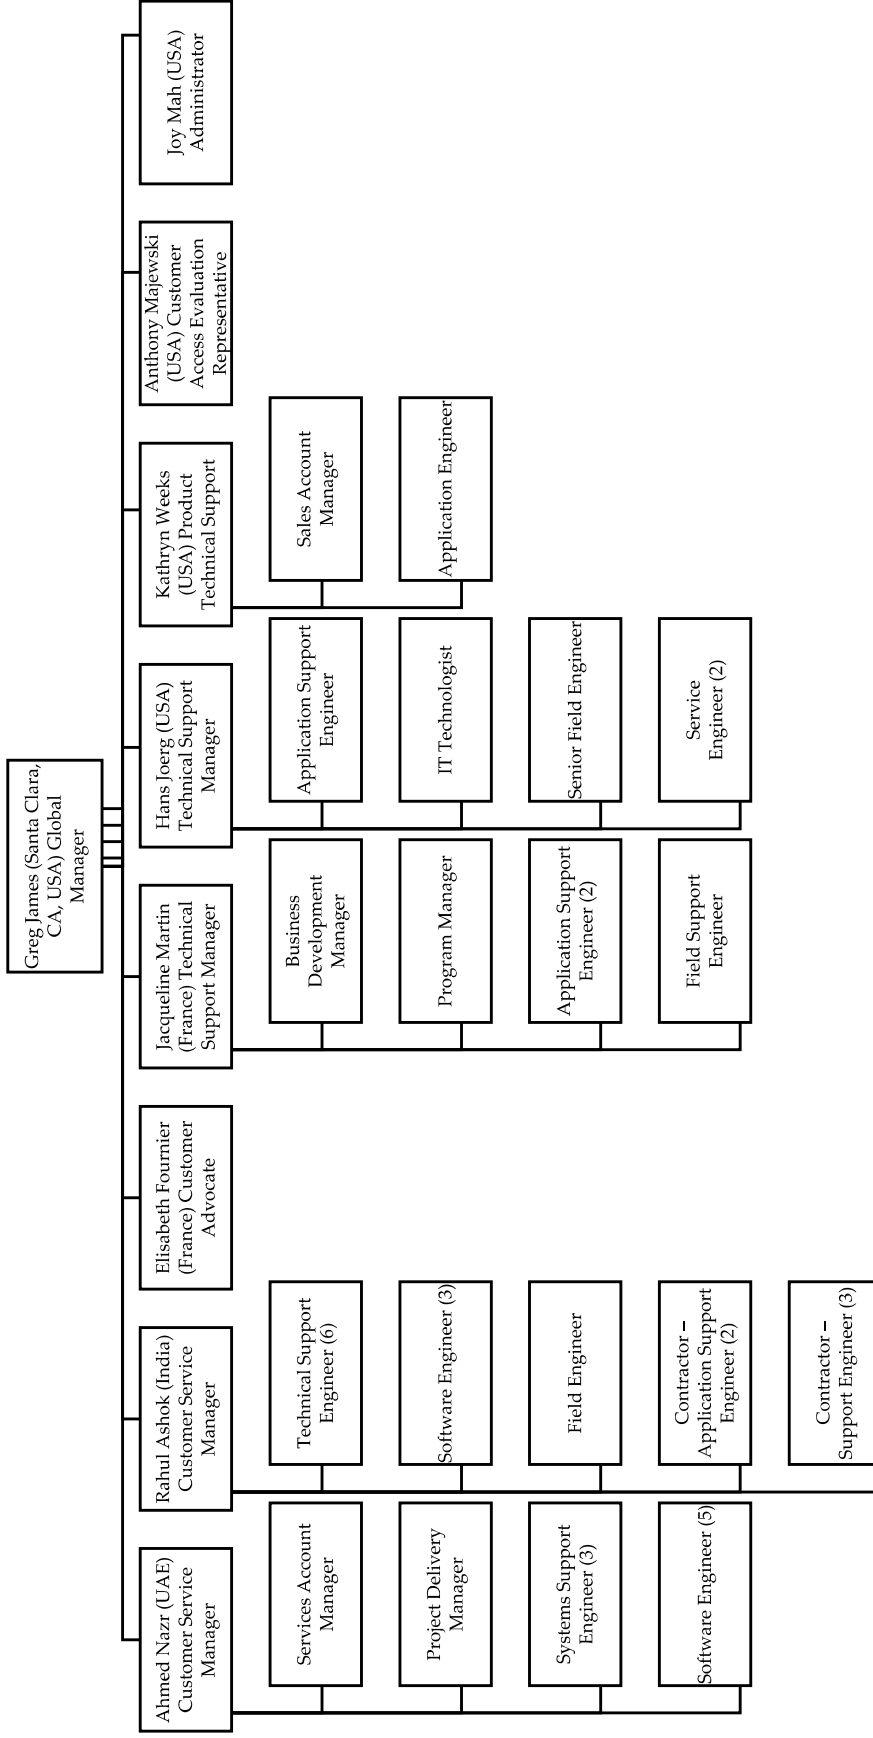 Greg James (Santa Clara,
CA, USA) Global
Manager
Ahmed Nazr (UAE)
Customer Service
Manager
Services Account
Manager
Project Delivery
Manager
Systems Support
Engineer (3)
Software Engineer (5)
Rahul Ashok (India)
Customer Service
Manager
Technical Support
Engineer (6)
Software Engineer (3)
Field Engineer
Contractor –
Application Support
Engineer (2)
Contractor –
Support Engineer (3)
Elisabeth Fournier
(France) Customer
Advocate
Jacqueline Martin
(France) Technical
Support Manager
Business
Development
Manager
Program Manager
Application Support
Engineer (2)
Field Support
Engineer
Hans Joerg (USA)
Technical Support
Manager
Application Support
Engineer
IT Technologist
Senior Field Engineer
Service
Engineer (2)
Kathryn Weeks
(USA) Product
Technical Support
Sales Account
Manager
Application Engineer
Anthony Majewski
(USA) Customer
Access Evaluation
Representative
Joy Mah (USA)
Administrator